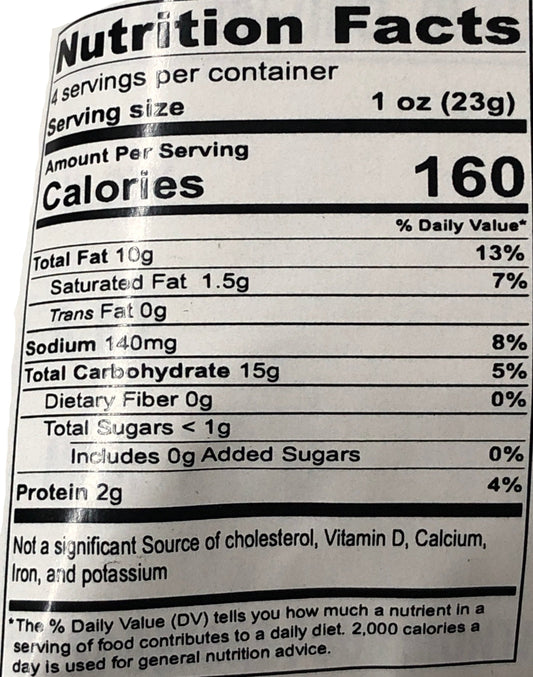 Nutrition Facts
4 servings per container
Serving size 1 oz (23g)
Amount Per Serving
Calories 160
% Daily Value*
Total Fat 10g 13%
Saturated Fat 1.5g 7%
Trans Fat 0g
Sodium 140mg 8%
Total Carbohydrate 15g 5%
Dietary Fiber 0g 0%
Total Sugars < 1g
Includes 0g Added Sugars 0%
Protein 2g 4%
Not a significant Source of cholesterol, Vitamin D, Calcium,
Iron, and potassium
*The % Daily Value (DV) tells you how much a nutrient in a
serving of food contributes to a daily diet. 2,000 calories a
day is used for general nutrition advice.